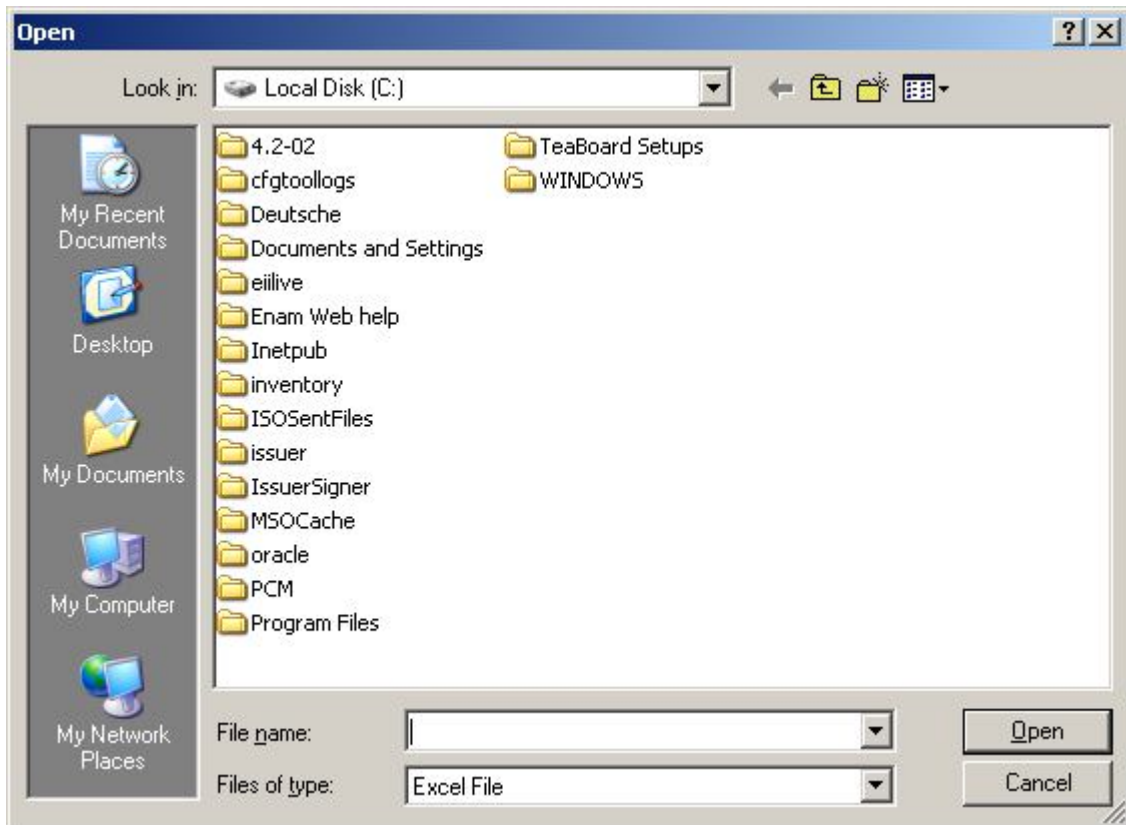 Open
Look in:
Local Disk (C:)
My Recent
Documents
Desktop
My Documents
My Computer
My Network
Places
4.2-02
cfgtoollogs
Deutsche
Documents and Settings
eiilive
Enam Web help
Inetpub
inventory
ISOSentFiles
issuer
IssuerSigner
MSOCache
oracle
PCM
Program Files
TeaBoard Setups
WINDOWS
File name:
Open
Files of type:
Excel File
Cancel